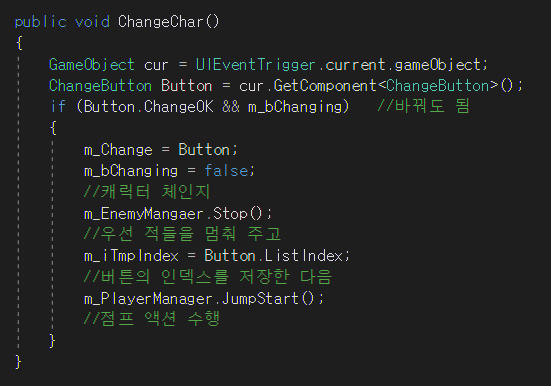 public void ChangeChar()
{
GameObject cur = UIEventTrigger.current.gameObject;
ChangeButton Button = cur.GetComponent<ChangeButton>();
if (Button.ChangeOK && m_bChanging) //바꿔도 됨
{
m_Change = Button;
m_bChanging = false;
//캐릭터 체인지
m_EnemyMangaer.Stop();
//우선 적들을 멈춰 주고
m_iTmpIndex = Button.ListIndex;
//버튼의 인덱스를 저장한 다음
m_PlayerManager.JumpStart();
//점프 액션 수행
}
}